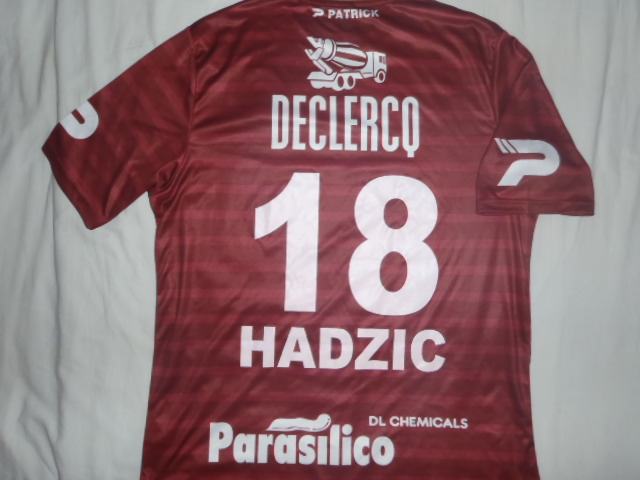 PATRICK
DECLERCQ
18
HADZIC
DL CHEMICALS
Parasilico